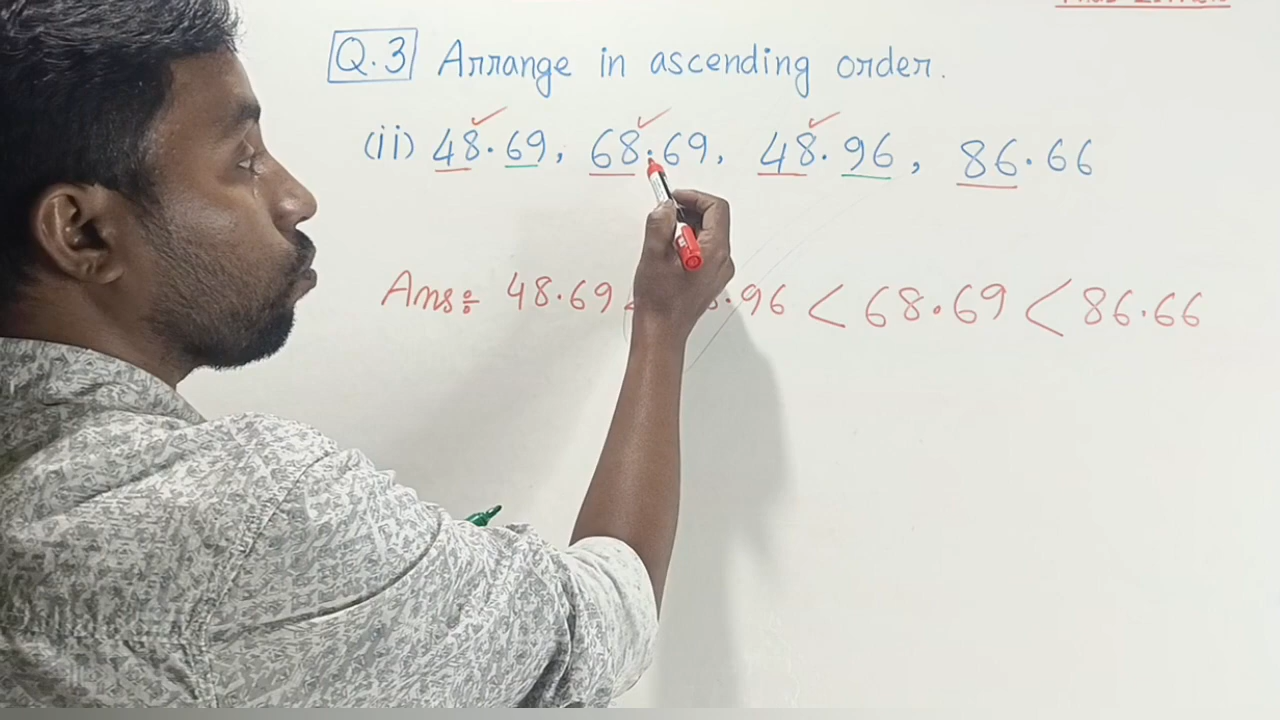 Q.3 Arrange in ascending order.
(ii) 48.69, 68.69, 48.96, 86.66
Ans: 48.69 .96 < 68.69 < 86.66